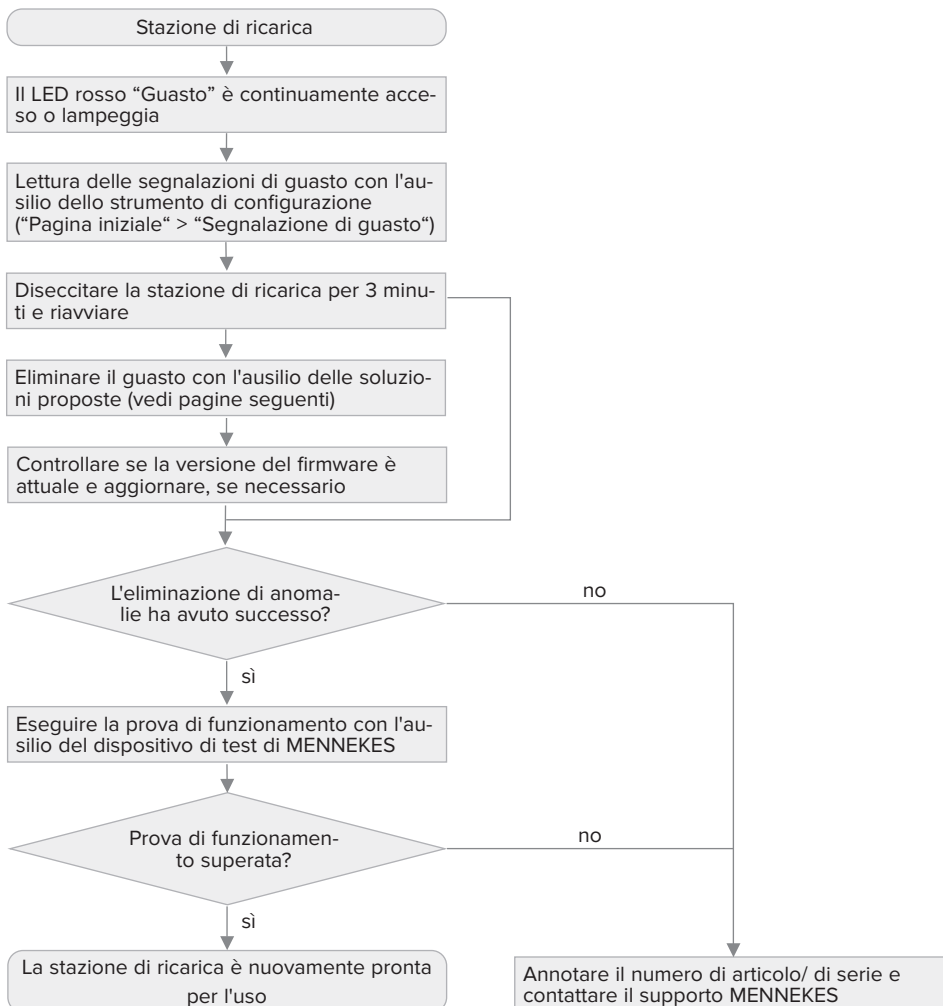 Stazione di ricarica
Il LED rosso “Guasto” è continuamente acce-
so o lampeggia
Lettura delle segnalazioni di guasto con l'au-
silio dello strumento di configurazione
(“Pagina iniziale“ > “Segnalazione di guasto“)
Diseccitare la stazione di ricarica per 3 minu-
ti e riavviare
Eliminare il guasto con l'ausilio delle soluzio-
ni proposte (vedi pagine seguenti)
Controllare se la versione del firmware è
attuale e aggiornare, se necessario
L'eliminazione di anoma-
lie ha avuto successo?
no
sì
Eseguire la prova di funzionamento con l'au-
silio del dispositivo di test di MENNEKES
Prova di funzionamen-
to superata?
no
sì
La stazione di ricarica è nuovamente pronta
per l'uso
Annotare il numero di articolo/ di serie e
contattare il supporto MENNEKES